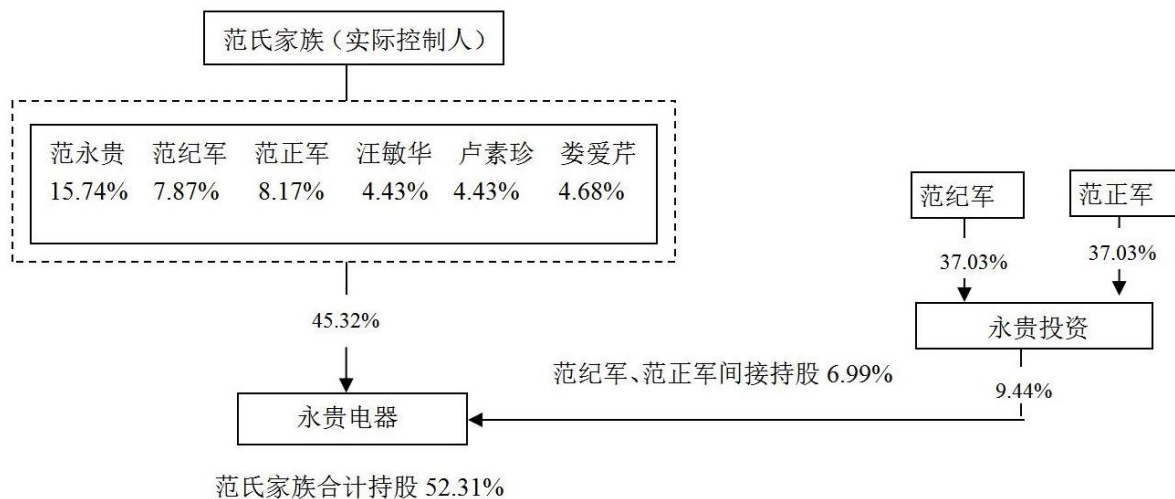 范氏家族（实际控制人）
范永贵 范纪军 范正军 汪敏华 卢素珍 娄爱芹
15.74% 7.87% 8.17% 4.43% 4.43% 4.68%
范纪军 范正军
37.03% 37.03%
45.32%
永贵投资
范纪军、范正军间接持股 6.99%
9.44%
永贵电器
范氏家族合计持股 52.31%